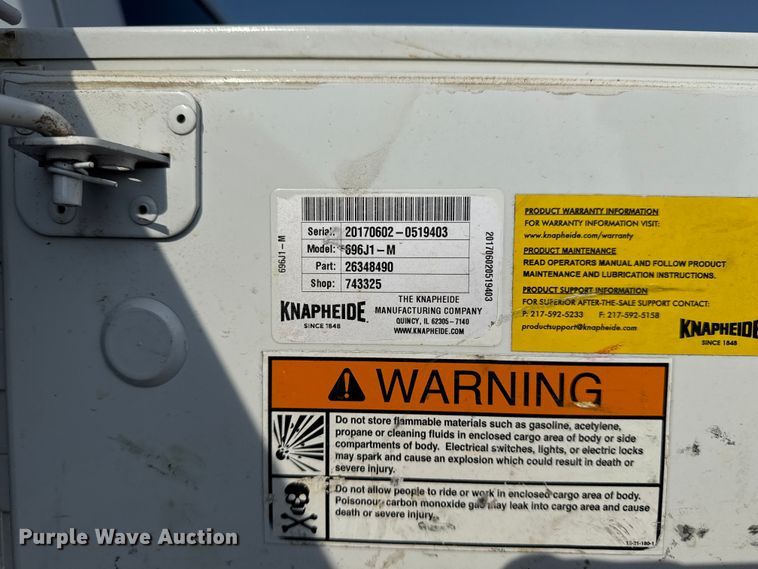 Serial: 20170602-0519403
Model: 696J1-M
Part: 26348490
Shop: 743325
696J1-M
201706020519403
KNAPHEIDE
SINCE 1848
THE KNAPHEIDE
MANUFACTURING COMPANY
QUINCY, IL 62305-7140
WWW.KNAPHEIDE.COM
PRODUCT WARRANTY INFORMATION
FOR WARRANTY INFORMATION VISIT:
www.knapheide.com/warranty
PRODUCT MAINTENANCE
READ OPERATORS MANUAL AND FOLLOW PRODUCT
MAINTENANCE AND LUBRICATION INSTRUCTIONS.
PRODUCT SUPPORT INFORMATION
FOR SUPERIOR AFTER-THE-SALE SUPPORT CONTACT:
P: 217-592-5233 F: 217-592-5158
productsupport@knapheide.com
KNAPHEIDE
SINCE 1848
WARNING
Do not store flammable materials such as gasoline, acetylene,
propane or cleaning fluids in enclosed cargo area of body or side
compartments of body. Electrical switches, lights, or electric locks
may spark and cause an explosion which could result in death or
severe injury.
Do not allow people to ride or work in enclosed cargo area of body.
Poisonous carbon monoxide gas may leak into cargo area and cause
death or severe injury.
Purple Wave Auction